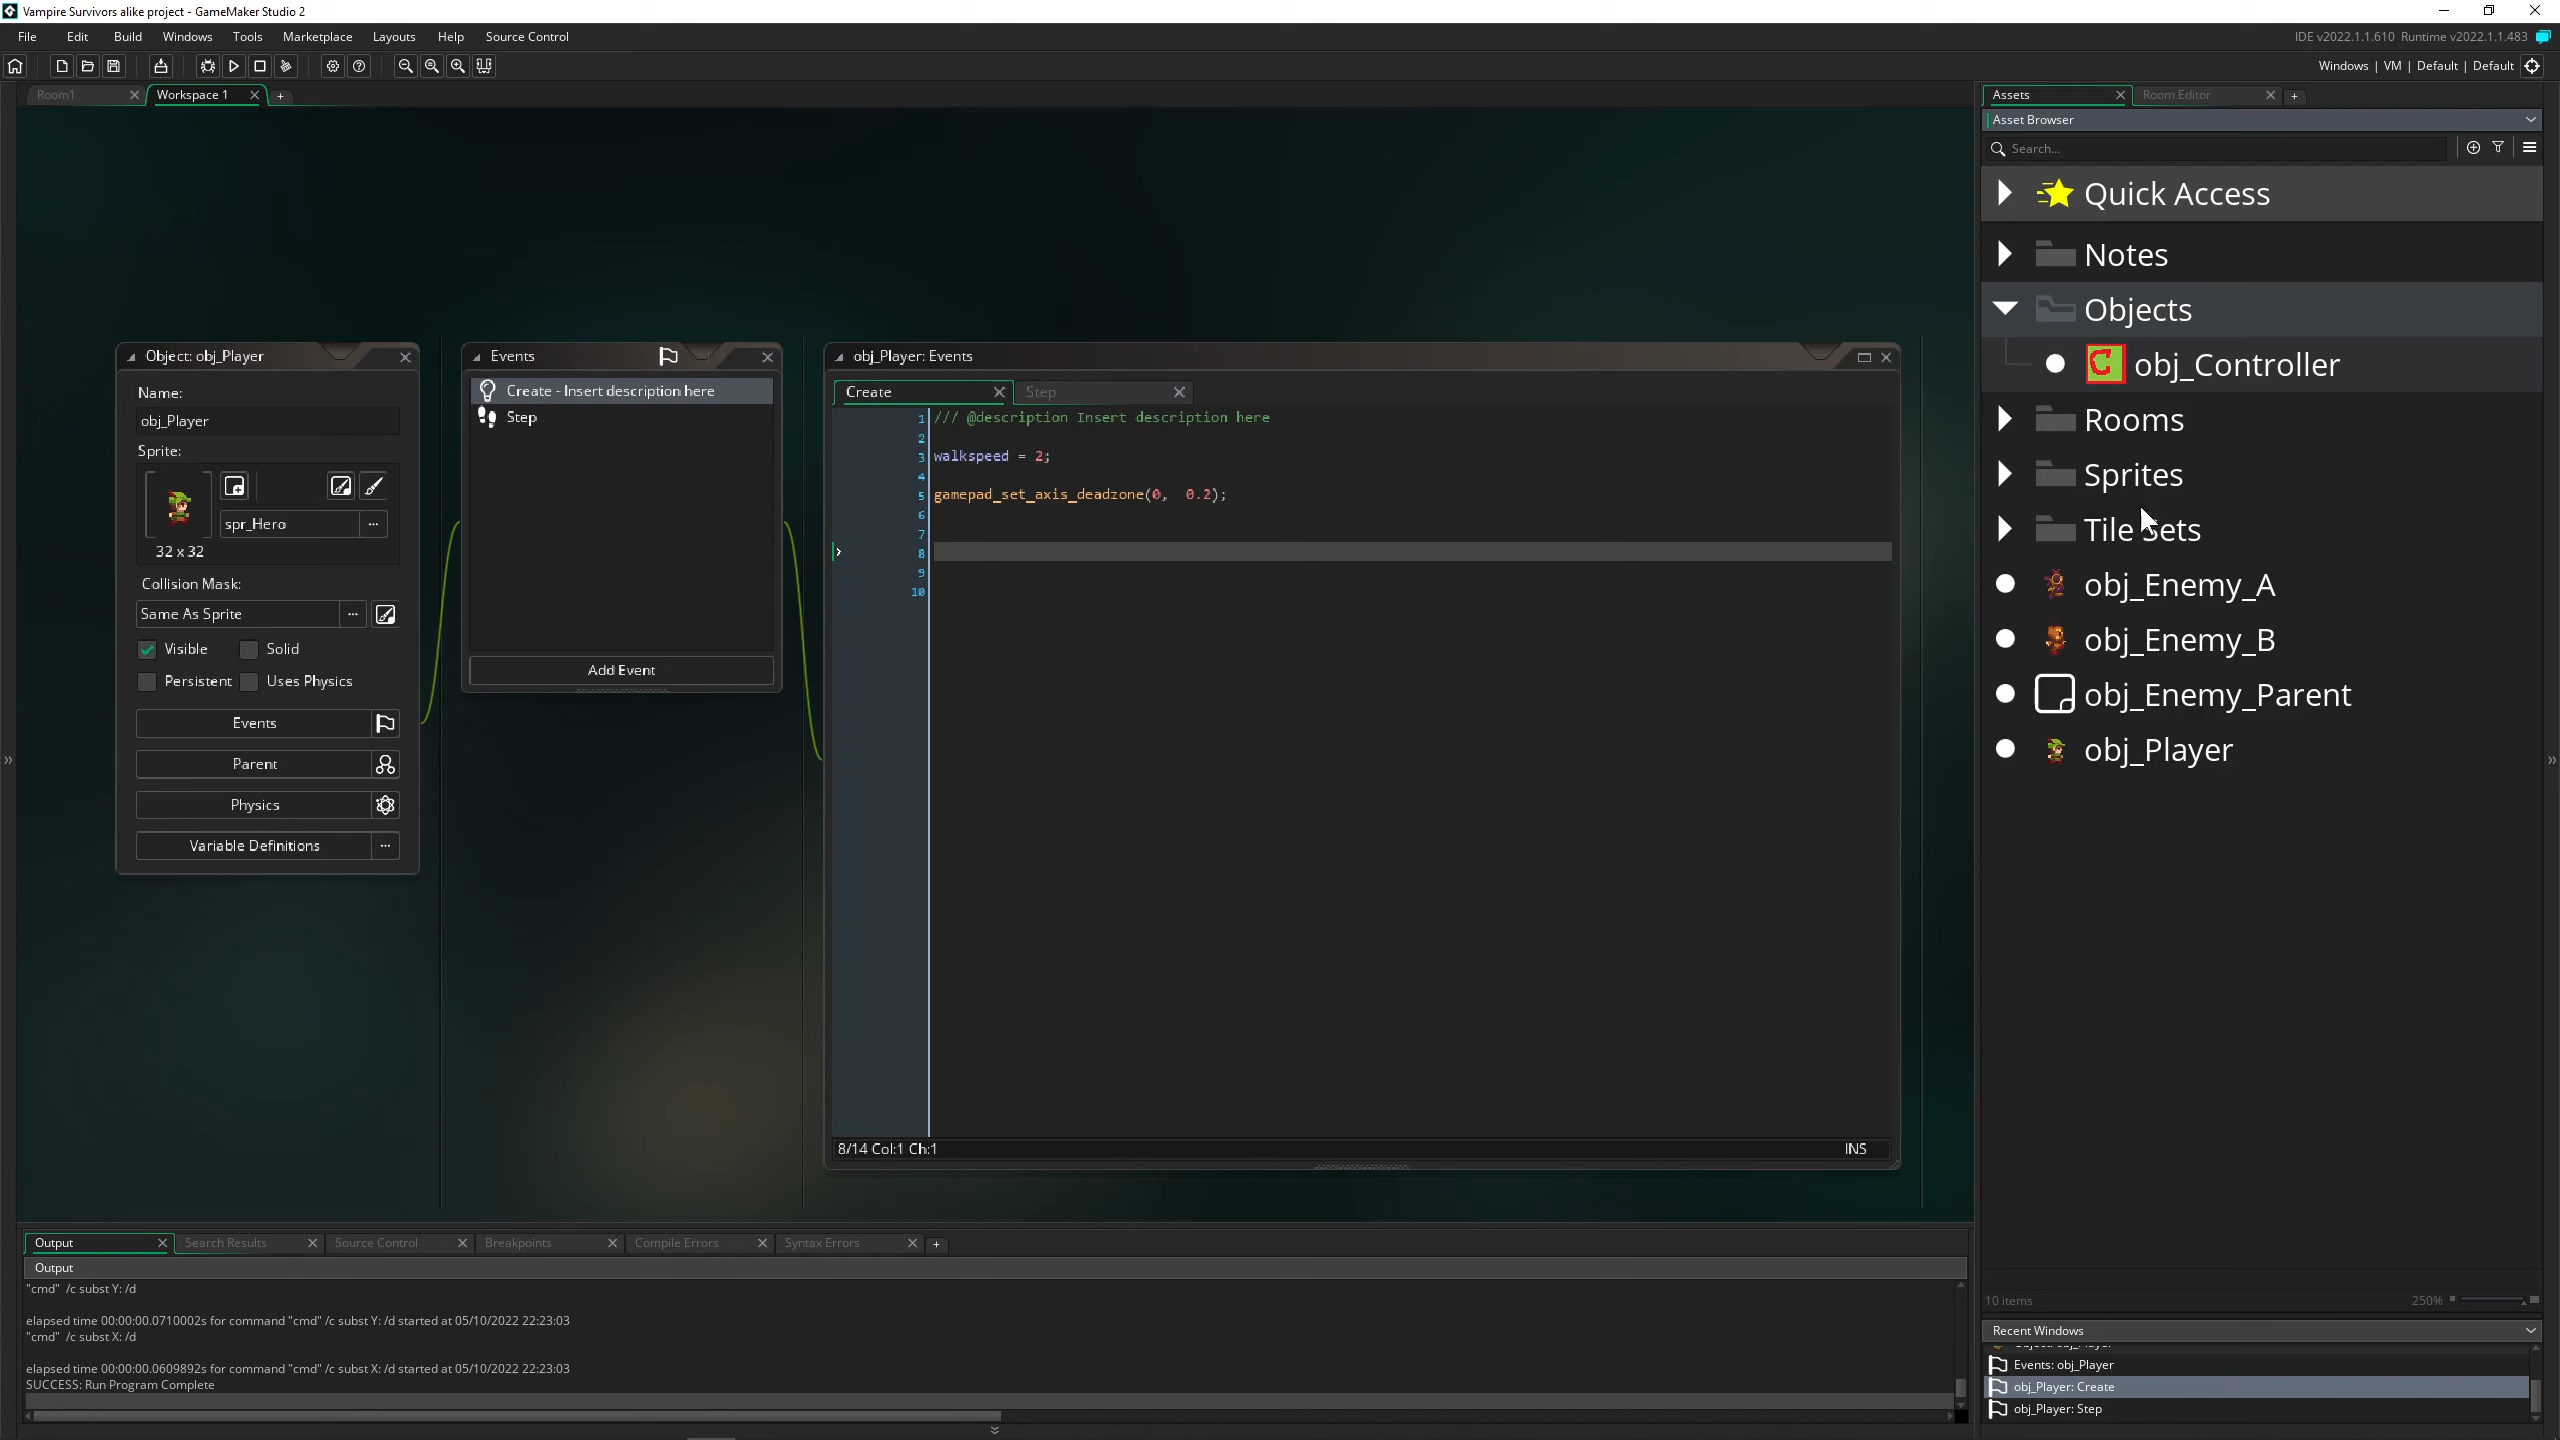 Vampire Survivors alike project - GameMaker Studio 2
File Edit Build Windows Tools Marketplace Layouts Help Source Control
IDE v2022.1.1.610 Runtime v2022.1.1.483
Windows | VM | Default | Default
Room1
Workspace 1
Assets
Room Editor
Asset Browser
Search...
Quick Access
Notes
Objects
obj_Controller
Rooms
Sprites
Tile Sets
obj_Enemy_A
obj_Enemy_B
obj_Enemy_Parent
obj_Player
Object: obj_Player
Name:
obj_Player
Sprite:
spr_Hero
32 x 32
Collision Mask:
Same As Sprite
Visible
Solid
Persistent
Uses Physics
Events
Parent
Physics
Variable Definitions
Events
Create - Insert description here
Step
Add Event
obj_Player: Events
Create
Step
1 /// @description Insert description here
2
3 walkspeed = 2;
4
5 gamepad_set_axis_deadzone(0, 0.2);
6
7
8
9
10
8/14 Col:1 Ch:1
INS
Output
Search Results
Source Control
Breakpoints
Compile Errors
Syntax Errors
Output
"cmd" /c subst Y: /d
elapsed time 00:00:00.0710002s for command "cmd" /c subst Y: /d started at 05/10/2022 22:23:03
"cmd" /c subst X: /d
elapsed time 00:00:00.0609892s for command "cmd" /c subst X: /d started at 05/10/2022 22:23:03
SUCCESS: Run Program Complete
10 items
250%
Recent Windows
Events: obj_Player
obj_Player: Create
obj_Player: Step